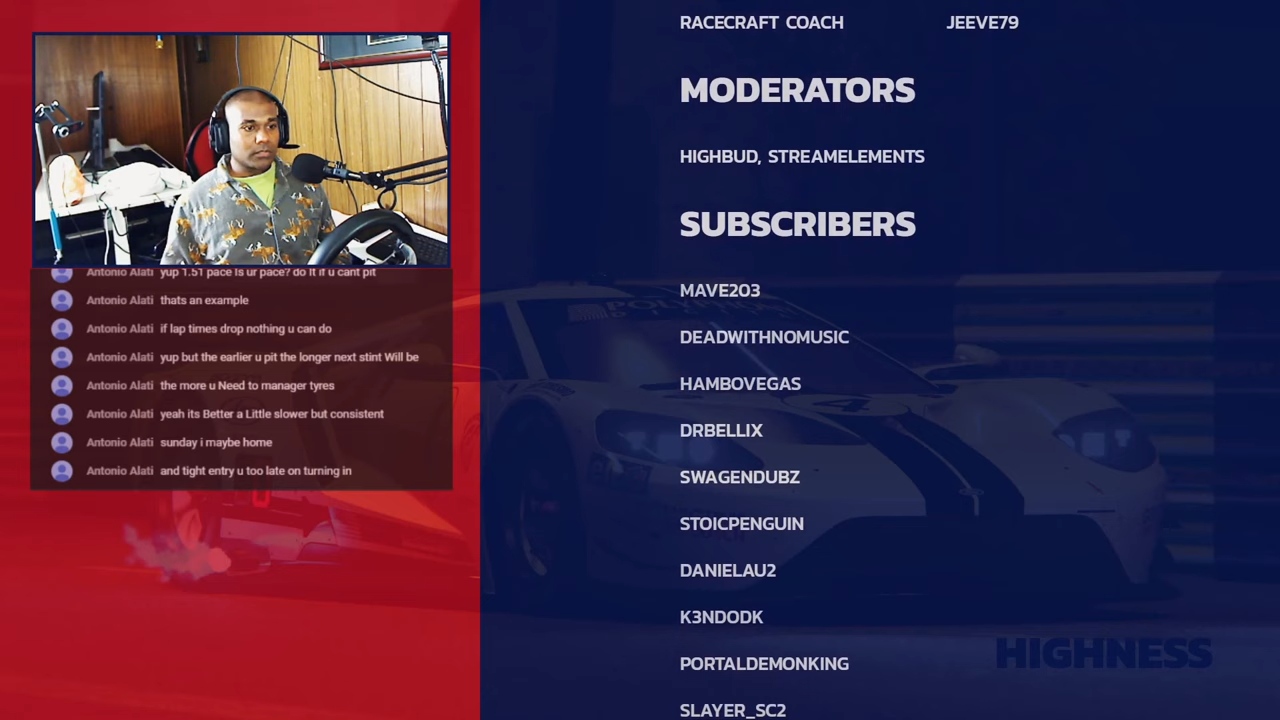 RACECRAFT COACH JEEVE79
MODERATORS
HIGHBUD, STREAMELEMENTS
SUBSCRIBERS
MAVE203
DEADWITHNOMUSIC
HAMBOVEGAS
DRBELLIX
SWAGENDUBZ
STOICPENGUIN
DANIELAU2
K3NDODK
PORTALDEMONKING
SLAYER_SC2
HIGHNESS
Antonio Alati yup 1.51 pace Is ur pace? do It if u cant pit
Antonio Alati thats an example
Antonio Alati if lap times drop nothing u can do
Antonio Alati yup but the earlier u pit the longer next stint Will be
Antonio Alati the more u Need to manager tyres
Antonio Alati yeah its Better a Little slower but consistent
Antonio Alati sunday i maybe home
Antonio Alati and tight entry u too late on turning in